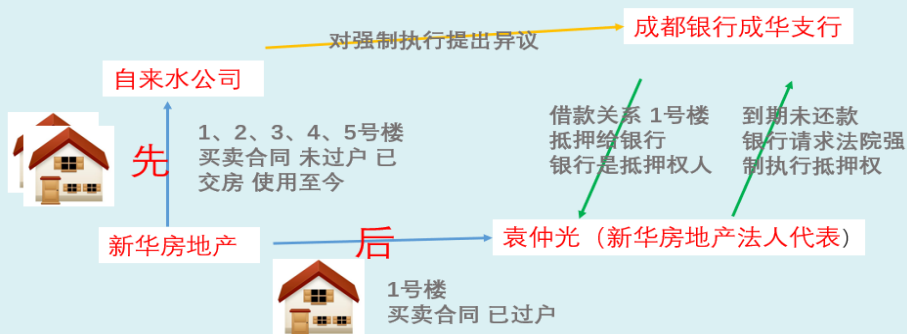 对强制执行提出异议
成都银行成华支行
自来水公司
先
1、2、3、4、5号楼
买卖合同 未过户 已
交房 使用至今
借款关系 1号楼
抵押给银行
银行是抵押权人
到期未还款
银行请求法院强
制执行抵押权
新华房地产
后
袁仲光（新华房地产法人代表）
1号楼
买卖合同 已过户